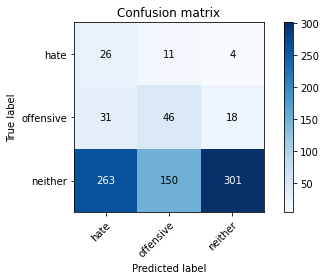 Confusion matrix
hate 26 11 4
offensive 31 46 18
neither 263 150 301
hate offensive neither
True label
Predicted label
300
250
200
150
100
50